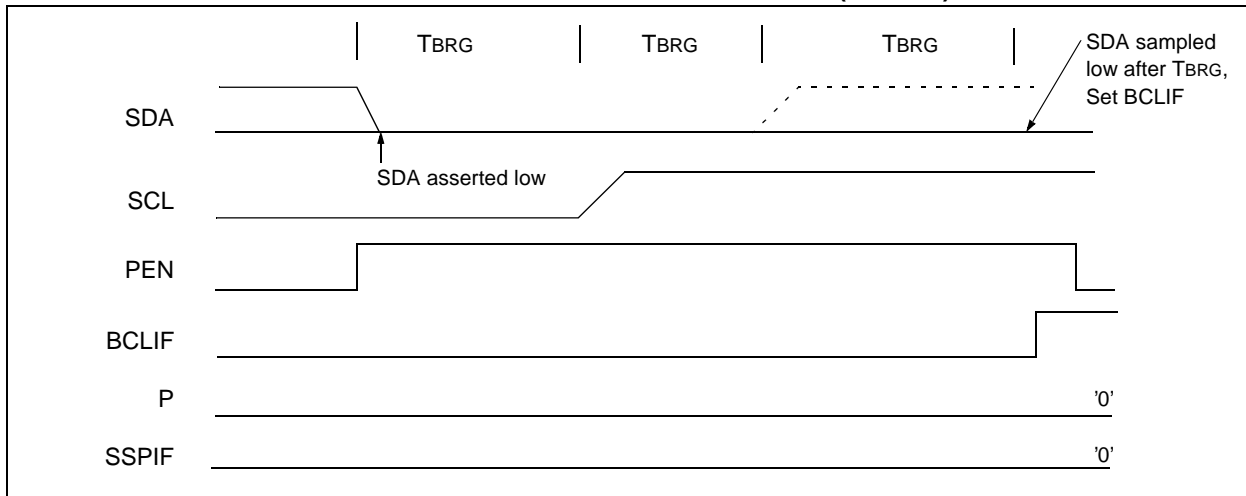 TBRG TBRG TBRG
SDA sampled
low after TBRG,
Set BCLIF
SDA
SDA asserted low
SCL
PEN
BCLIF
P '0'
SSPIF '0'